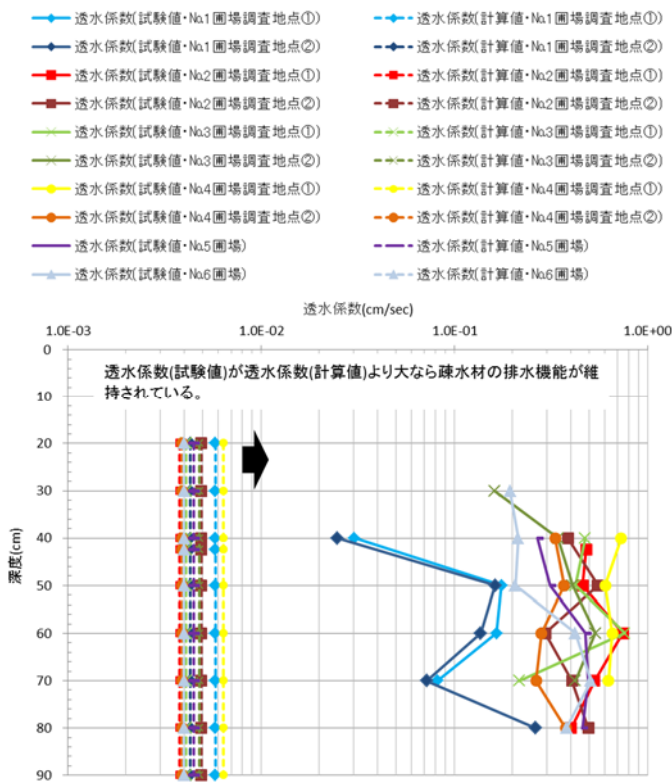 透水係数(試験値・No.1圃場調査地点①)
透水係数(計算値・No.1圃場調査地点①)
透水係数(試験値・No.1圃場調査地点②)
透水係数(計算値・No.1圃場調査地点②)
透水係数(試験値・No.2圃場調査地点①)
透水係数(計算値・No.2圃場調査地点①)
透水係数(試験値・No.2圃場調査地点②)
透水係数(計算値・No.2圃場調査地点②)
透水係数(試験値・No.3圃場調査地点①)
透水係数(計算値・No.3圃場調査地点①)
透水係数(試験値・No.3圃場調査地点②)
透水係数(計算値・No.3圃場調査地点②)
透水係数(試験値・No.4圃場調査地点①)
透水係数(計算値・No.4圃場調査地点①)
透水係数(試験値・No.4圃場調査地点②)
透水係数(計算値・No.4圃場調査地点②)
透水係数(試験値・No.5圃場)
透水係数(計算値・No.5圃場)
透水係数(試験値・No.6圃場)
透水係数(計算値・No.6圃場)
透水係数(cm/sec)
1.0E-03 1.0E-02 1.0E-01 1.0E+00
透水係数(試験値)が透水係数(計算値)より大なら疎水材の排水機能が維
持されている。
深度(cm)
0
10
20
30
40
50
60
70
80
90